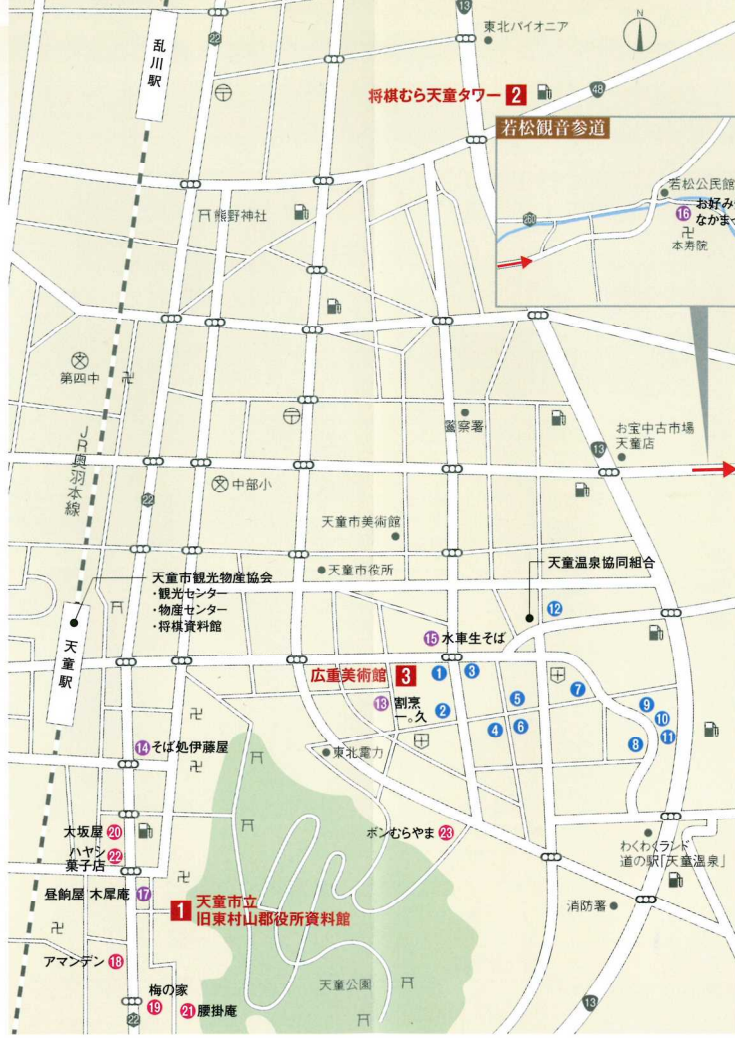 13
東北パイオニア
N
22
乱川駅
将棋むら天童タワー 2
48
若松観音参道
若松公民館
260
16 お好み
なかま
本寿院
熊野神社
第四中
警察署
お宝中古市場
天童店
13
JR奥羽本線
22
中部小
天童市美術館
天童市役所
天童市観光物産協会
・観光センター
・物産センター
・将棋資料館
天童温泉協同組合
12
天童駅
15 水車生そば
広重美術館 3
1
3
13 割烹
一。久
2
5
7
9
4
6
10
8
11
14 そば処伊藤屋
東北電力
大坂屋 20
ボンむらやま 23
ハヤシ
菓子店 22
わくわくランド
道の駅「天童温泉」
昼餉屋 木犀庵 17
1 天童市立
旧東村山郡役所資料館
消防署
アマンデン 18
天童公園
梅の家
19
21 腰掛庵
13
22